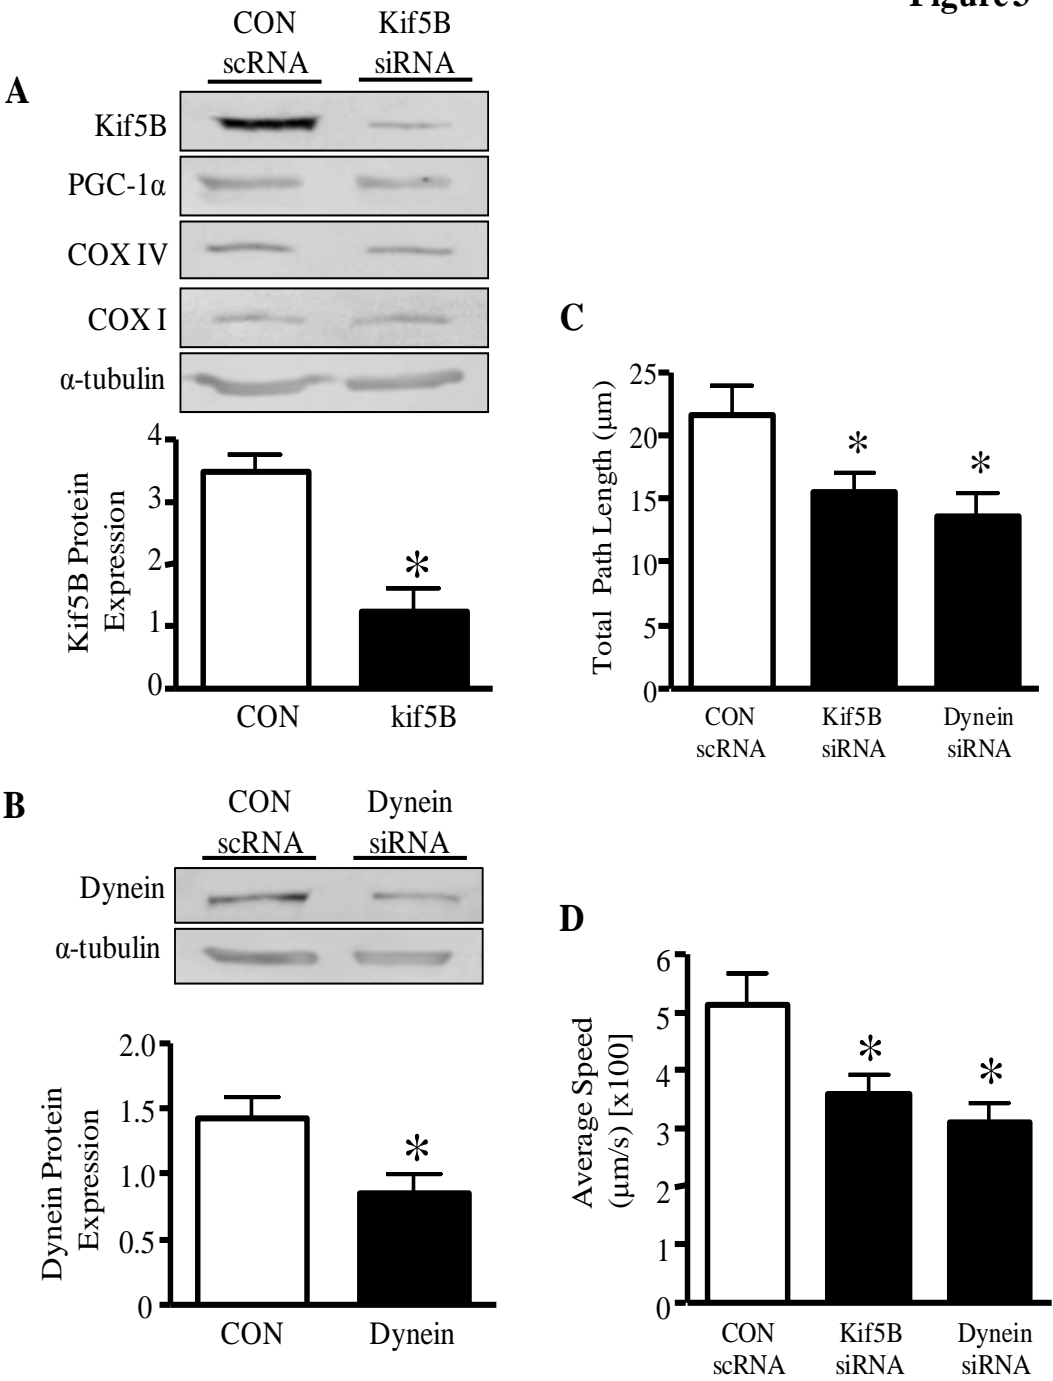 Figure 3
A
CON
scRNA
Kif5B
siRNA
Kif5B
PGC-1α
COX IV
COX I
α-tubulin
Kif5B Protein
Expression
4
3
2
1
0
*
CON
kif5B
B
CON
scRNA
Dynein
siRNA
Dynein
α-tubulin
Dynein Protein
Expression
2.0
1.5
1.0
0.5
0
*
CON
Dynein
C
Total Path Length (μm)
25
20
15
10
5
0
*
*
CON
scRNA
Kif5B
siRNA
Dynein
siRNA
D
Average Speed
(μm/s) [x100]
6
5
4
3
2
1
0
*
*
CON
scRNA
Kif5B
siRNA
Dynein
siRNA